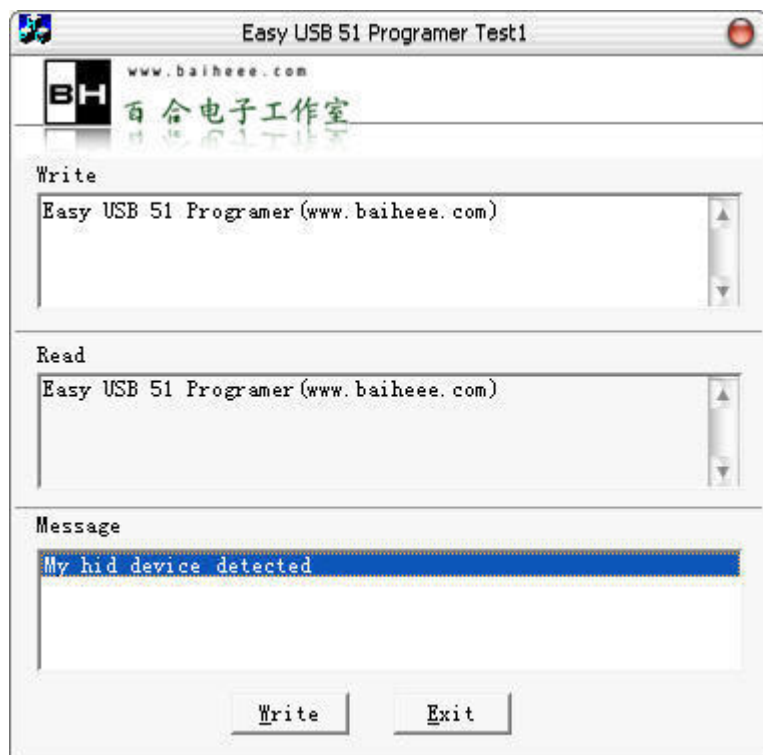 Easy USB 51 Programer Test1
www.baiheee.com
BH
百合电子工作室
Write
Easy USB 51 Programer(www.baiheee.com)
Read
Easy USB 51 Programer(www.baiheee.com)
Message
My hid device detected
Write
Exit